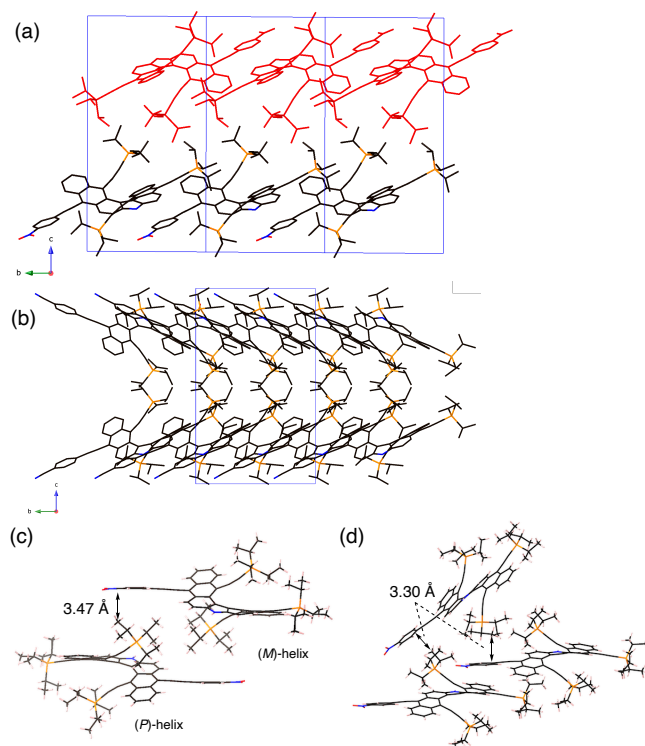 (a)
c
b
(b)
c
b
(c)
(d)
3.47 Å
3.30 Å
(M)-helix
(P)-helix